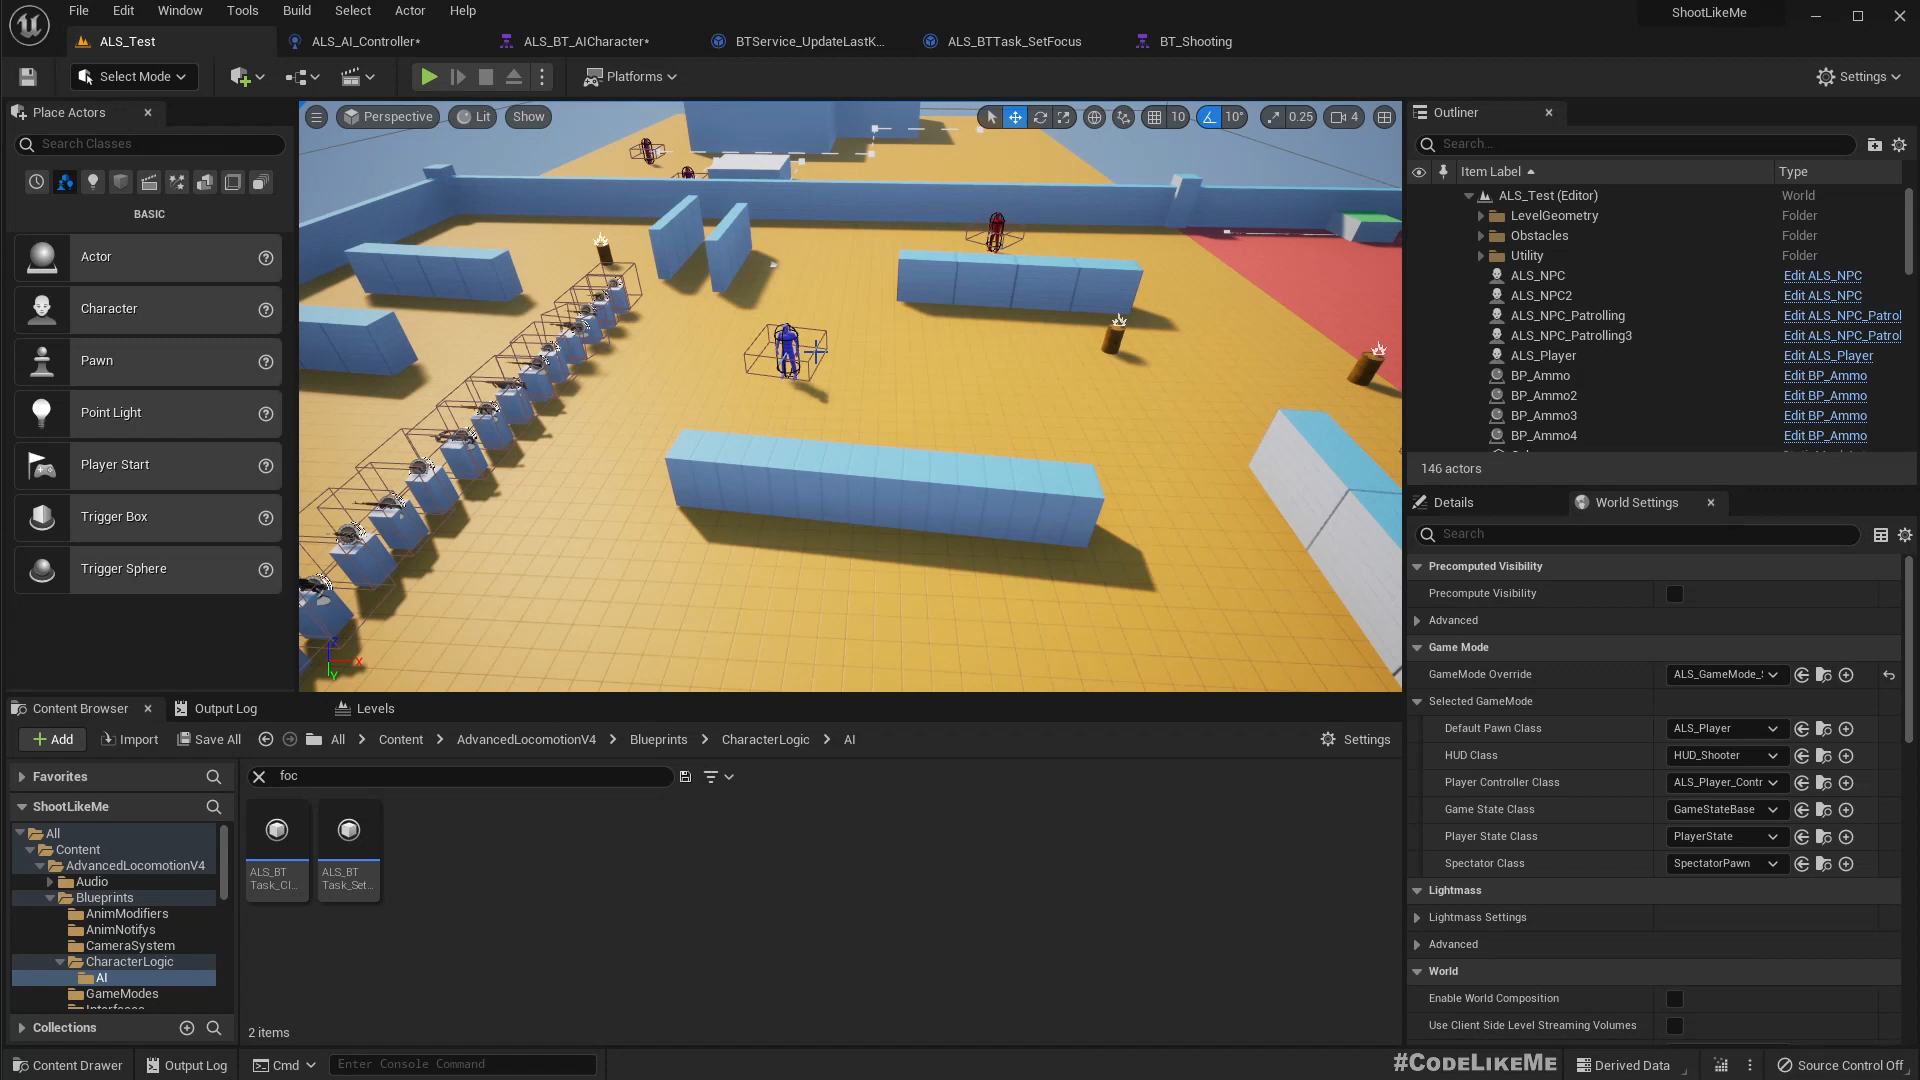 File Edit Window Tools Build Select Actor Help
ShootLikeMe
ALS_Test
ALS_AI_Controller*
ALS_BT_AICharacter*
BTService_UpdateLastK...
ALS_BTTask_SetFocus
BT_Shooting
Select Mode
Platforms
Settings
Place Actors
Search Classes
BASIC
Actor
Character
Pawn
Point Light
Player Start
Trigger Box
Trigger Sphere
Perspective
Lit
Show
10
10°
0.25
4
Z
X
Y
Outliner
Search...
Item Label
Type
ALS_Test (Editor) World
LevelGeometry Folder
Obstacles Folder
Utility Folder
ALS_NPC Edit ALS_NPC
ALS_NPC2 Edit ALS_NPC
ALS_NPC_Patrolling Edit ALS_NPC_Patrol
ALS_NPC_Patrolling3 Edit ALS_NPC_Patrol
ALS_Player Edit ALS_Player
BP_Ammo Edit BP_Ammo
BP_Ammo2 Edit BP_Ammo
BP_Ammo3 Edit BP_Ammo
BP_Ammo4 Edit BP_Ammo
146 actors
Details
World Settings
Search
Precomputed Visibility
Precompute Visibility
Advanced
Game Mode
GameMode Override ALS_GameMode_
Selected GameMode
Default Pawn Class ALS_Player
HUD Class HUD_Shooter
Player Controller Class ALS_Player_Contr
Game State Class GameStateBase
Player State Class PlayerState
Spectator Class SpectatorPawn
Lightmass
Lightmass Settings
Advanced
World
Enable World Composition
Use Client Side Level Streaming Volumes
Content Browser
Output Log
Levels
Add
Import
Save All
All
Content
AdvancedLocomotionV4
Blueprints
CharacterLogic
AI
Settings
Favorites
ShootLikeMe
All
Content
AdvancedLocomotionV4
Audio
Blueprints
AnimModifiers
AnimNotifys
CameraSystem
CharacterLogic
AI
GameModes
Collections
foc
ALS_BT
Task_Cl...
ALS_BT
Task_Set...
2 items
Content Drawer
Output Log
Cmd
Enter Console Command
#CodeLikeMe
Derived Data
Source Control Off